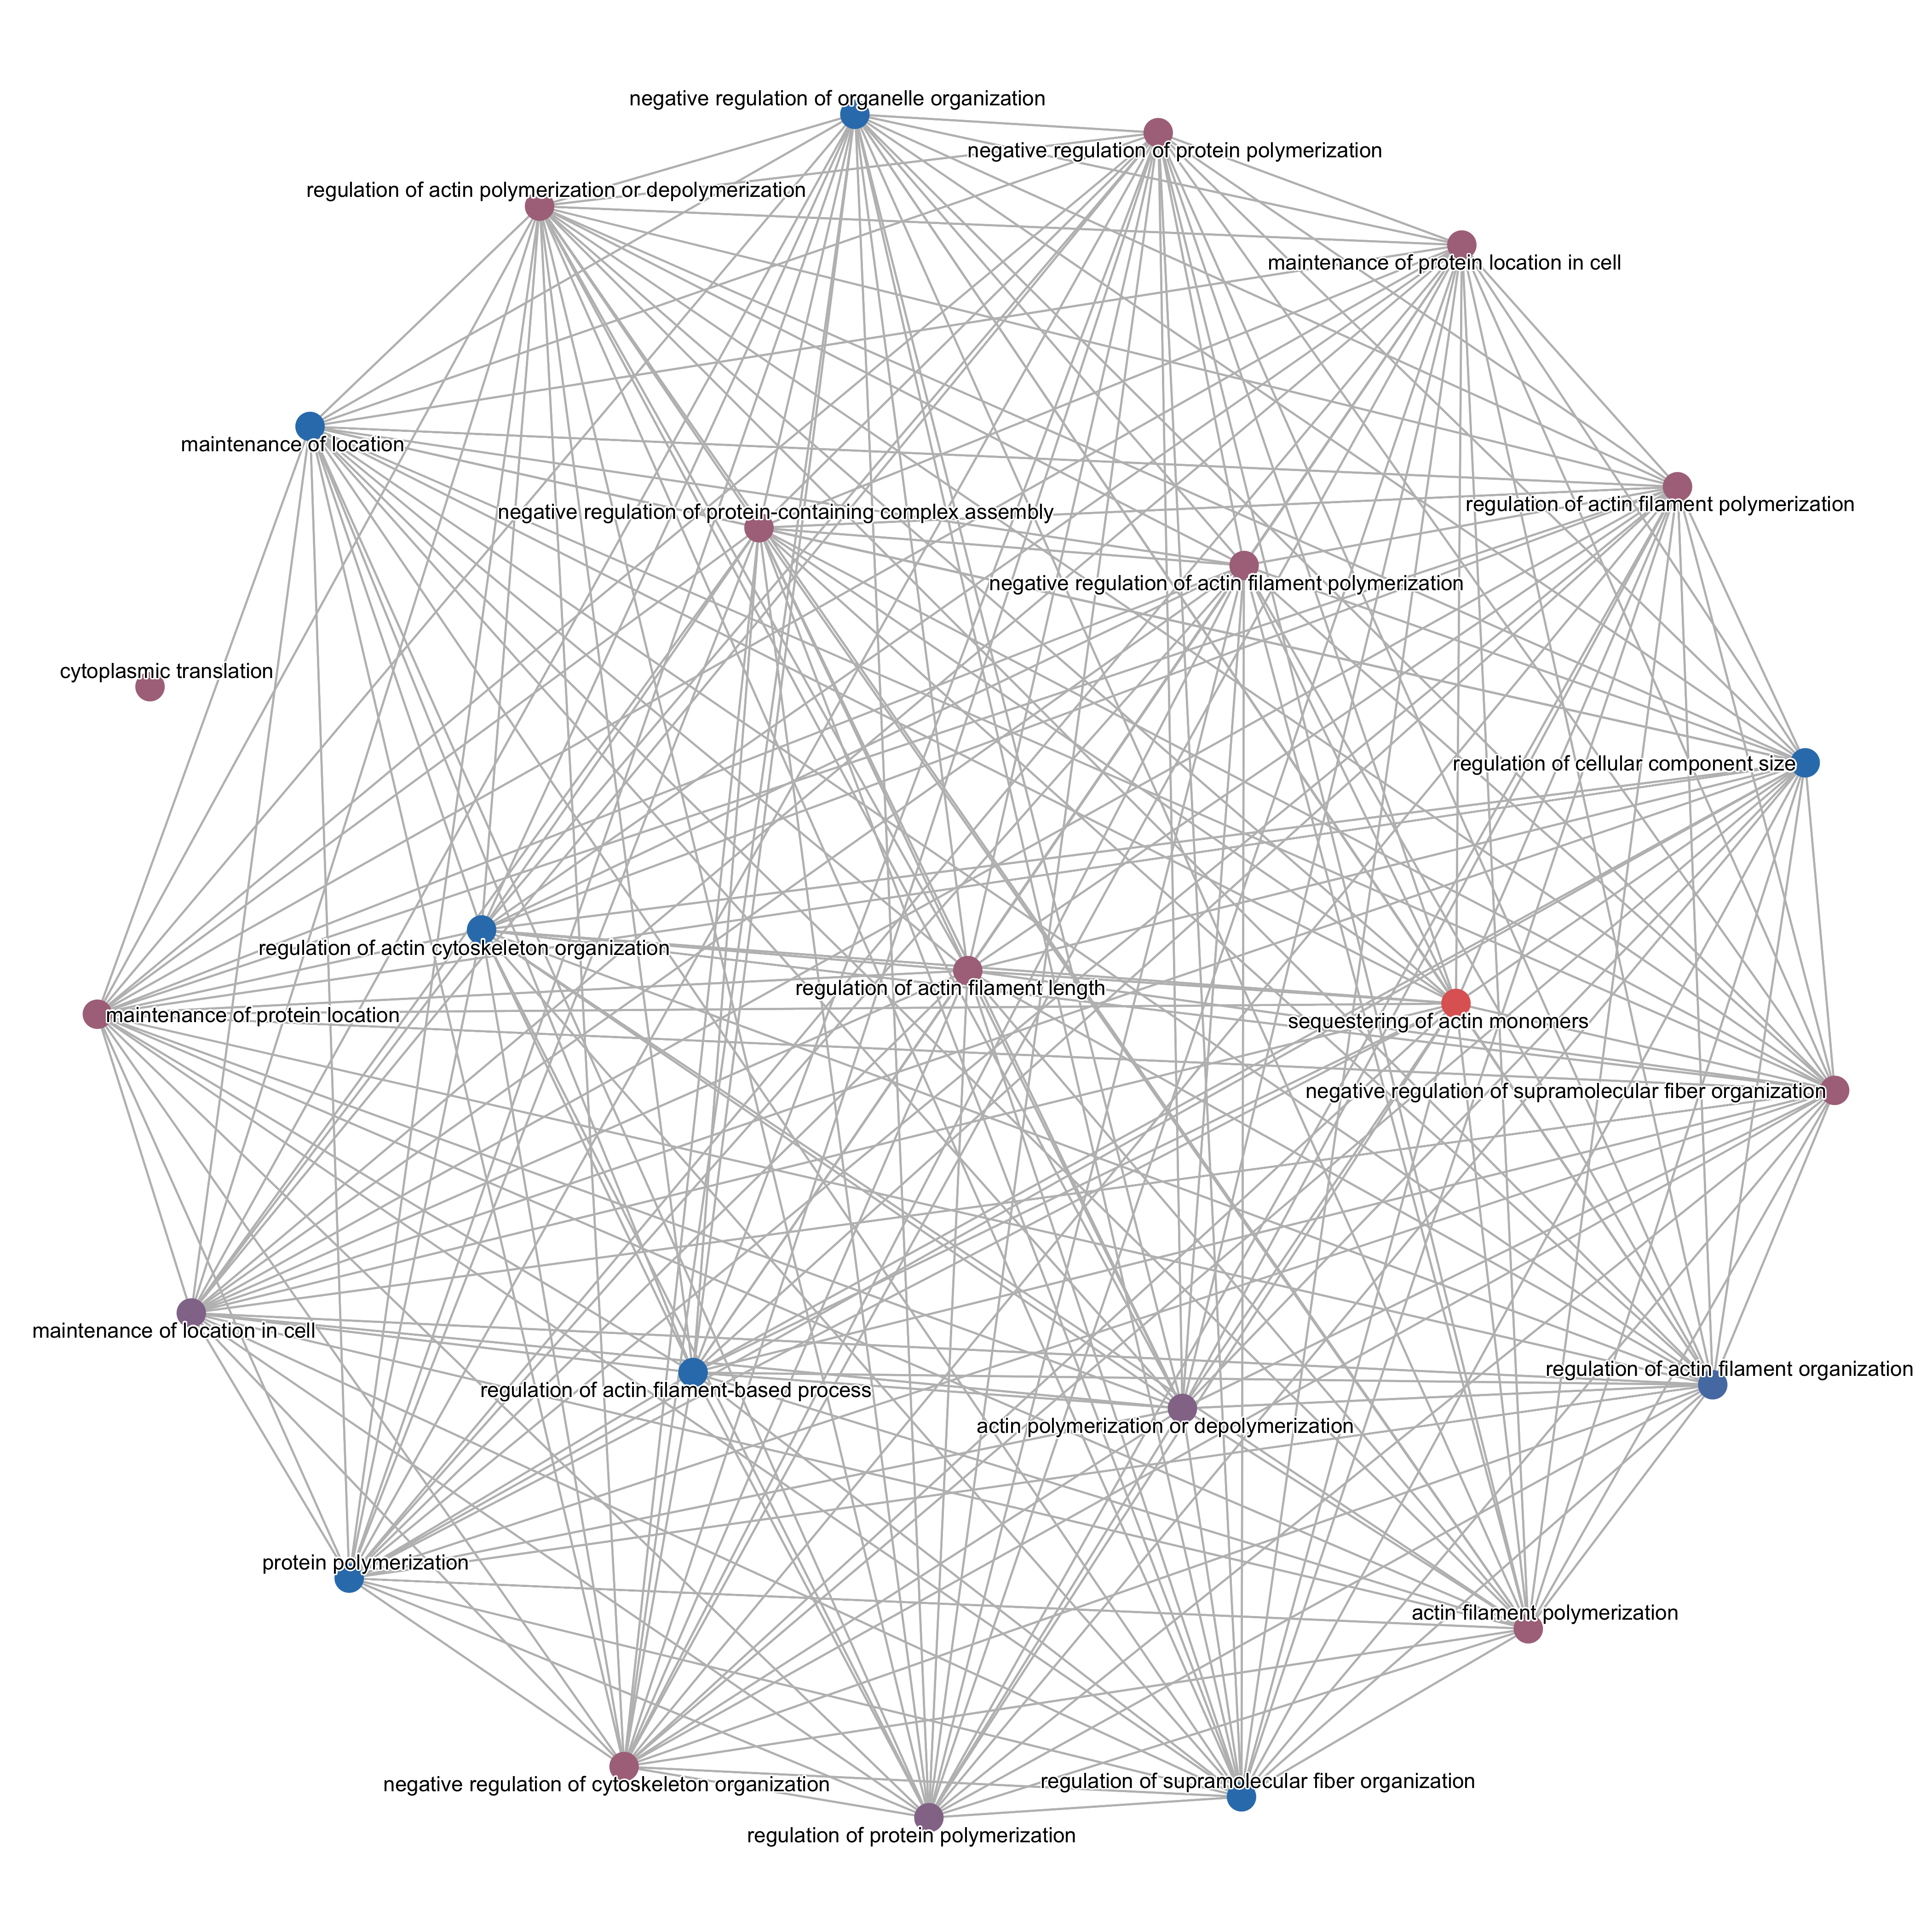 negative regulation of organelle organization
negative regulation of protein polymerization
regulation of actin polymerization or depolymerization
maintenance of protein location in cell
maintenance of location
regulation of actin filament polymerization
negative regulation of protein-containing complex assembly
negative regulation of actin filament polymerization
cytoplasmic translation
regulation of cellular component size
regulation of actin cytoskeleton organization
regulation of actin filament length
maintenance of protein location
sequestering of actin monomers
negative regulation of supramolecular fiber organization
maintenance of location in cell
regulation of actin filament organization
regulation of actin filament-based process
actin polymerization or depolymerization
protein polymerization
actin filament polymerization
negative regulation of cytoskeleton organization
regulation of supramolecular fiber organization
regulation of protein polymerization